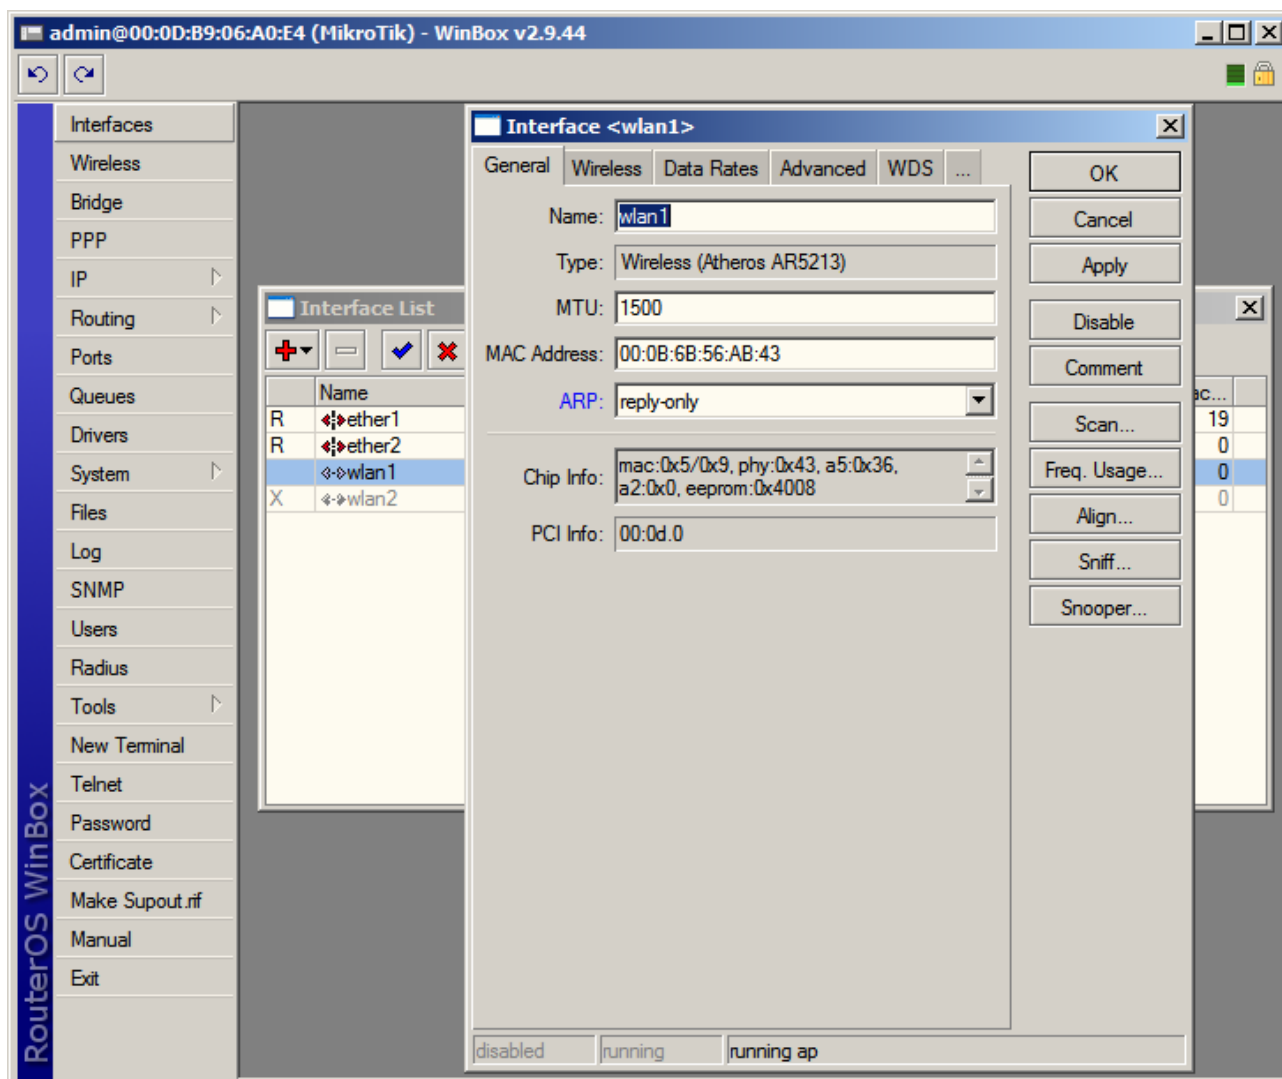 admin@00:0D:B9:06:A0:E4 (MikroTik) - WinBox v2.9.44
RouterOS WinBox
Interfaces
Wireless
Bridge
PPP
IP
Routing
Ports
Queues
Drivers
System
Files
Log
SNMP
Users
Radius
Tools
New Terminal
Telnet
Password
Certificate
Make Supout.rif
Manual
Exit
Interface List
Name
ac...
R ether1 19
R ether2 0
wlan1 0
X wlan2 0
Interface <wlan1>
General Wireless Data Rates Advanced WDS ...
Name: wlan1
Type: Wireless (Atheros AR5213)
MTU: 1500
MAC Address: 00:0B:6B:56:AB:43
ARP: reply-only
Chip Info: mac:0x5/0x9, phy:0x43, a5:0x36,
a2:0x0, eeprom:0x4008
PCI Info: 00:0d.0
OK
Cancel
Apply
Disable
Comment
Scan...
Freq. Usage...
Align...
Sniff...
Snooper...
disabled running running ap